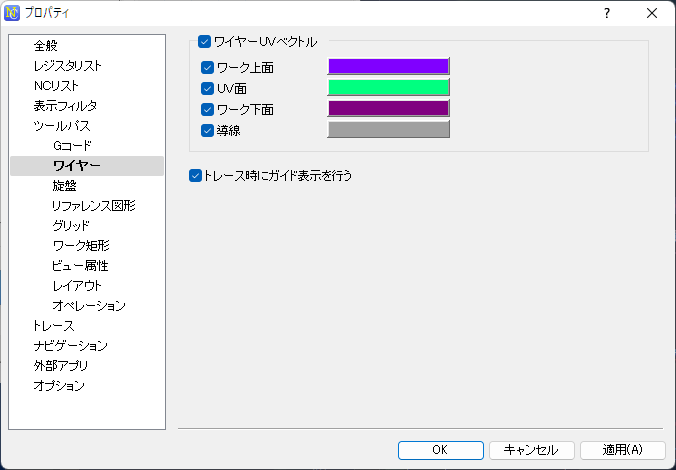 プロパティ
全般
レジスタリスト
NCリスト
表示フィルタ
ツールパス
Gコード
ワイヤー
旋盤
リファレンス図形
グリッド
ワーク矩形
ビュー属性
レイアウト
オペレーション
トレース
ナビゲーション
外部アプリ
オプション
ワイヤーUVベクトル
ワーク上面
UV面
ワーク下面
導線
トレース時にガイド表示を行う
OK
キャンセル
適用(A)